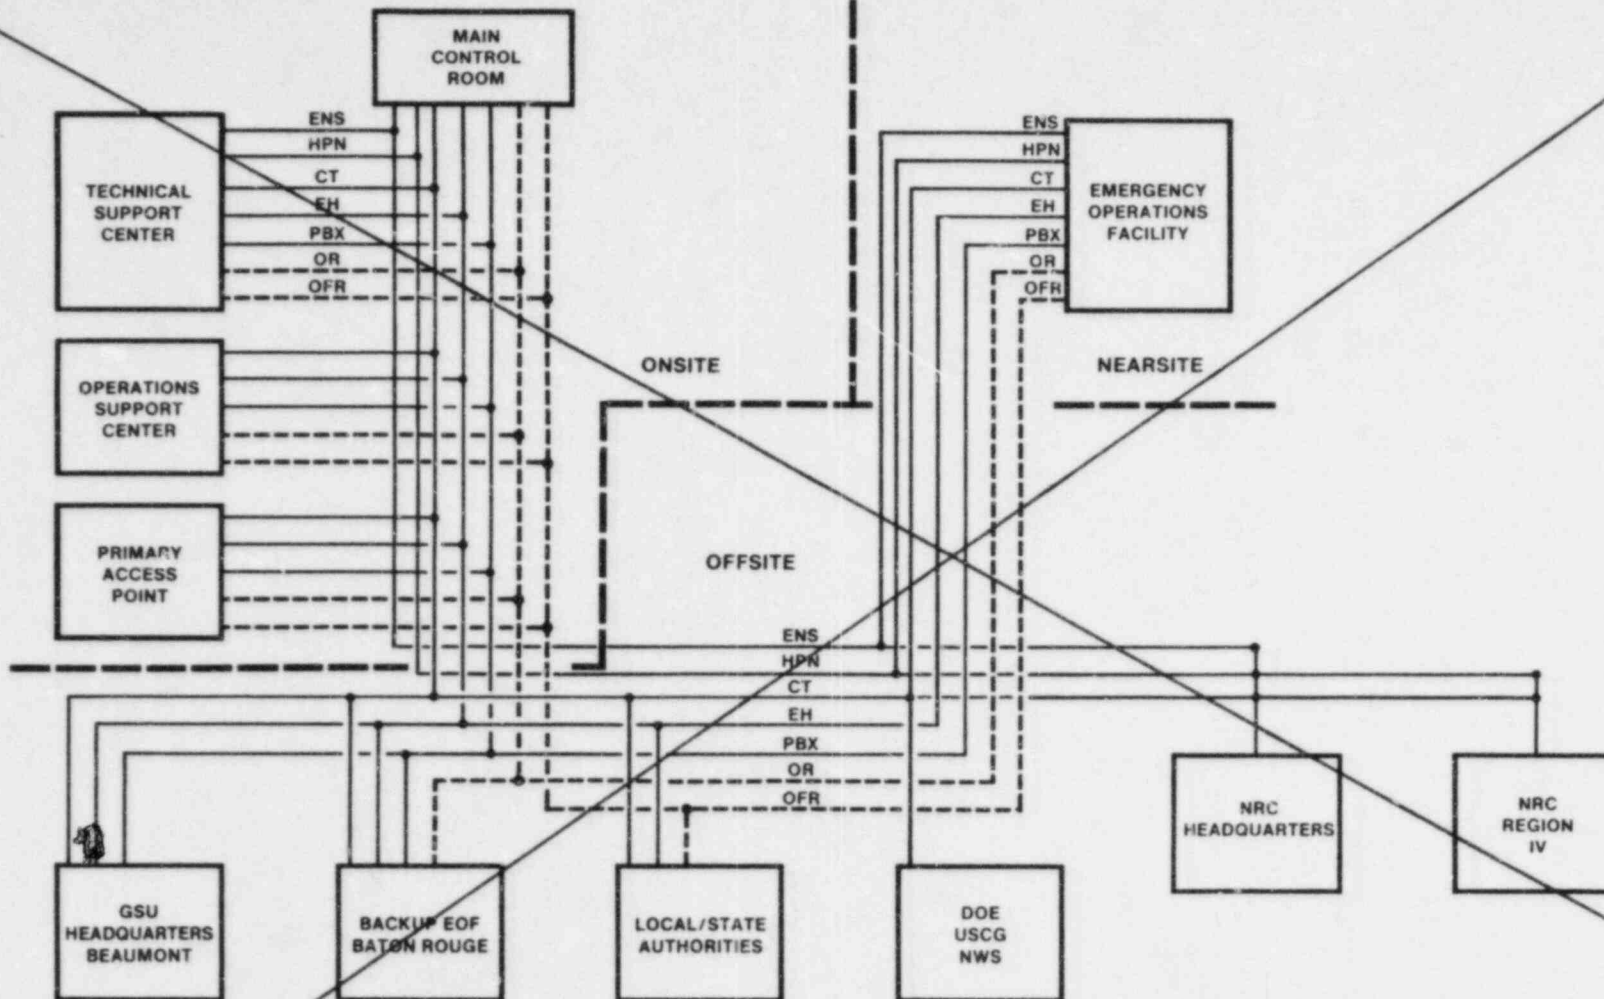 MAIN
CONTROL
ROOM
ENS
HPN
CT
EH
PBX
OR
OFR
TECHNICAL
SUPPORT
CENTER
ENS
HPN
CT
EH
PBX
OR
OFR
EMERGENCY
OPERATIONS
FACILITY
ONSITE
NEARSITE
OPERATIONS
SUPPORT
CENTER
PRIMARY
ACCESS
POINT
OFFSITE
ENS
HPN
CT
EH
PBX
OR
OFR
NRC
HEADQUARTERS
NRC
REGION
IV
GSU
HEADQUARTERS
BEAUMONT
BACKUP EOF
BATON ROUGE
LOCAL/STATE
AUTHORITIES
DOE
USCG
NWS